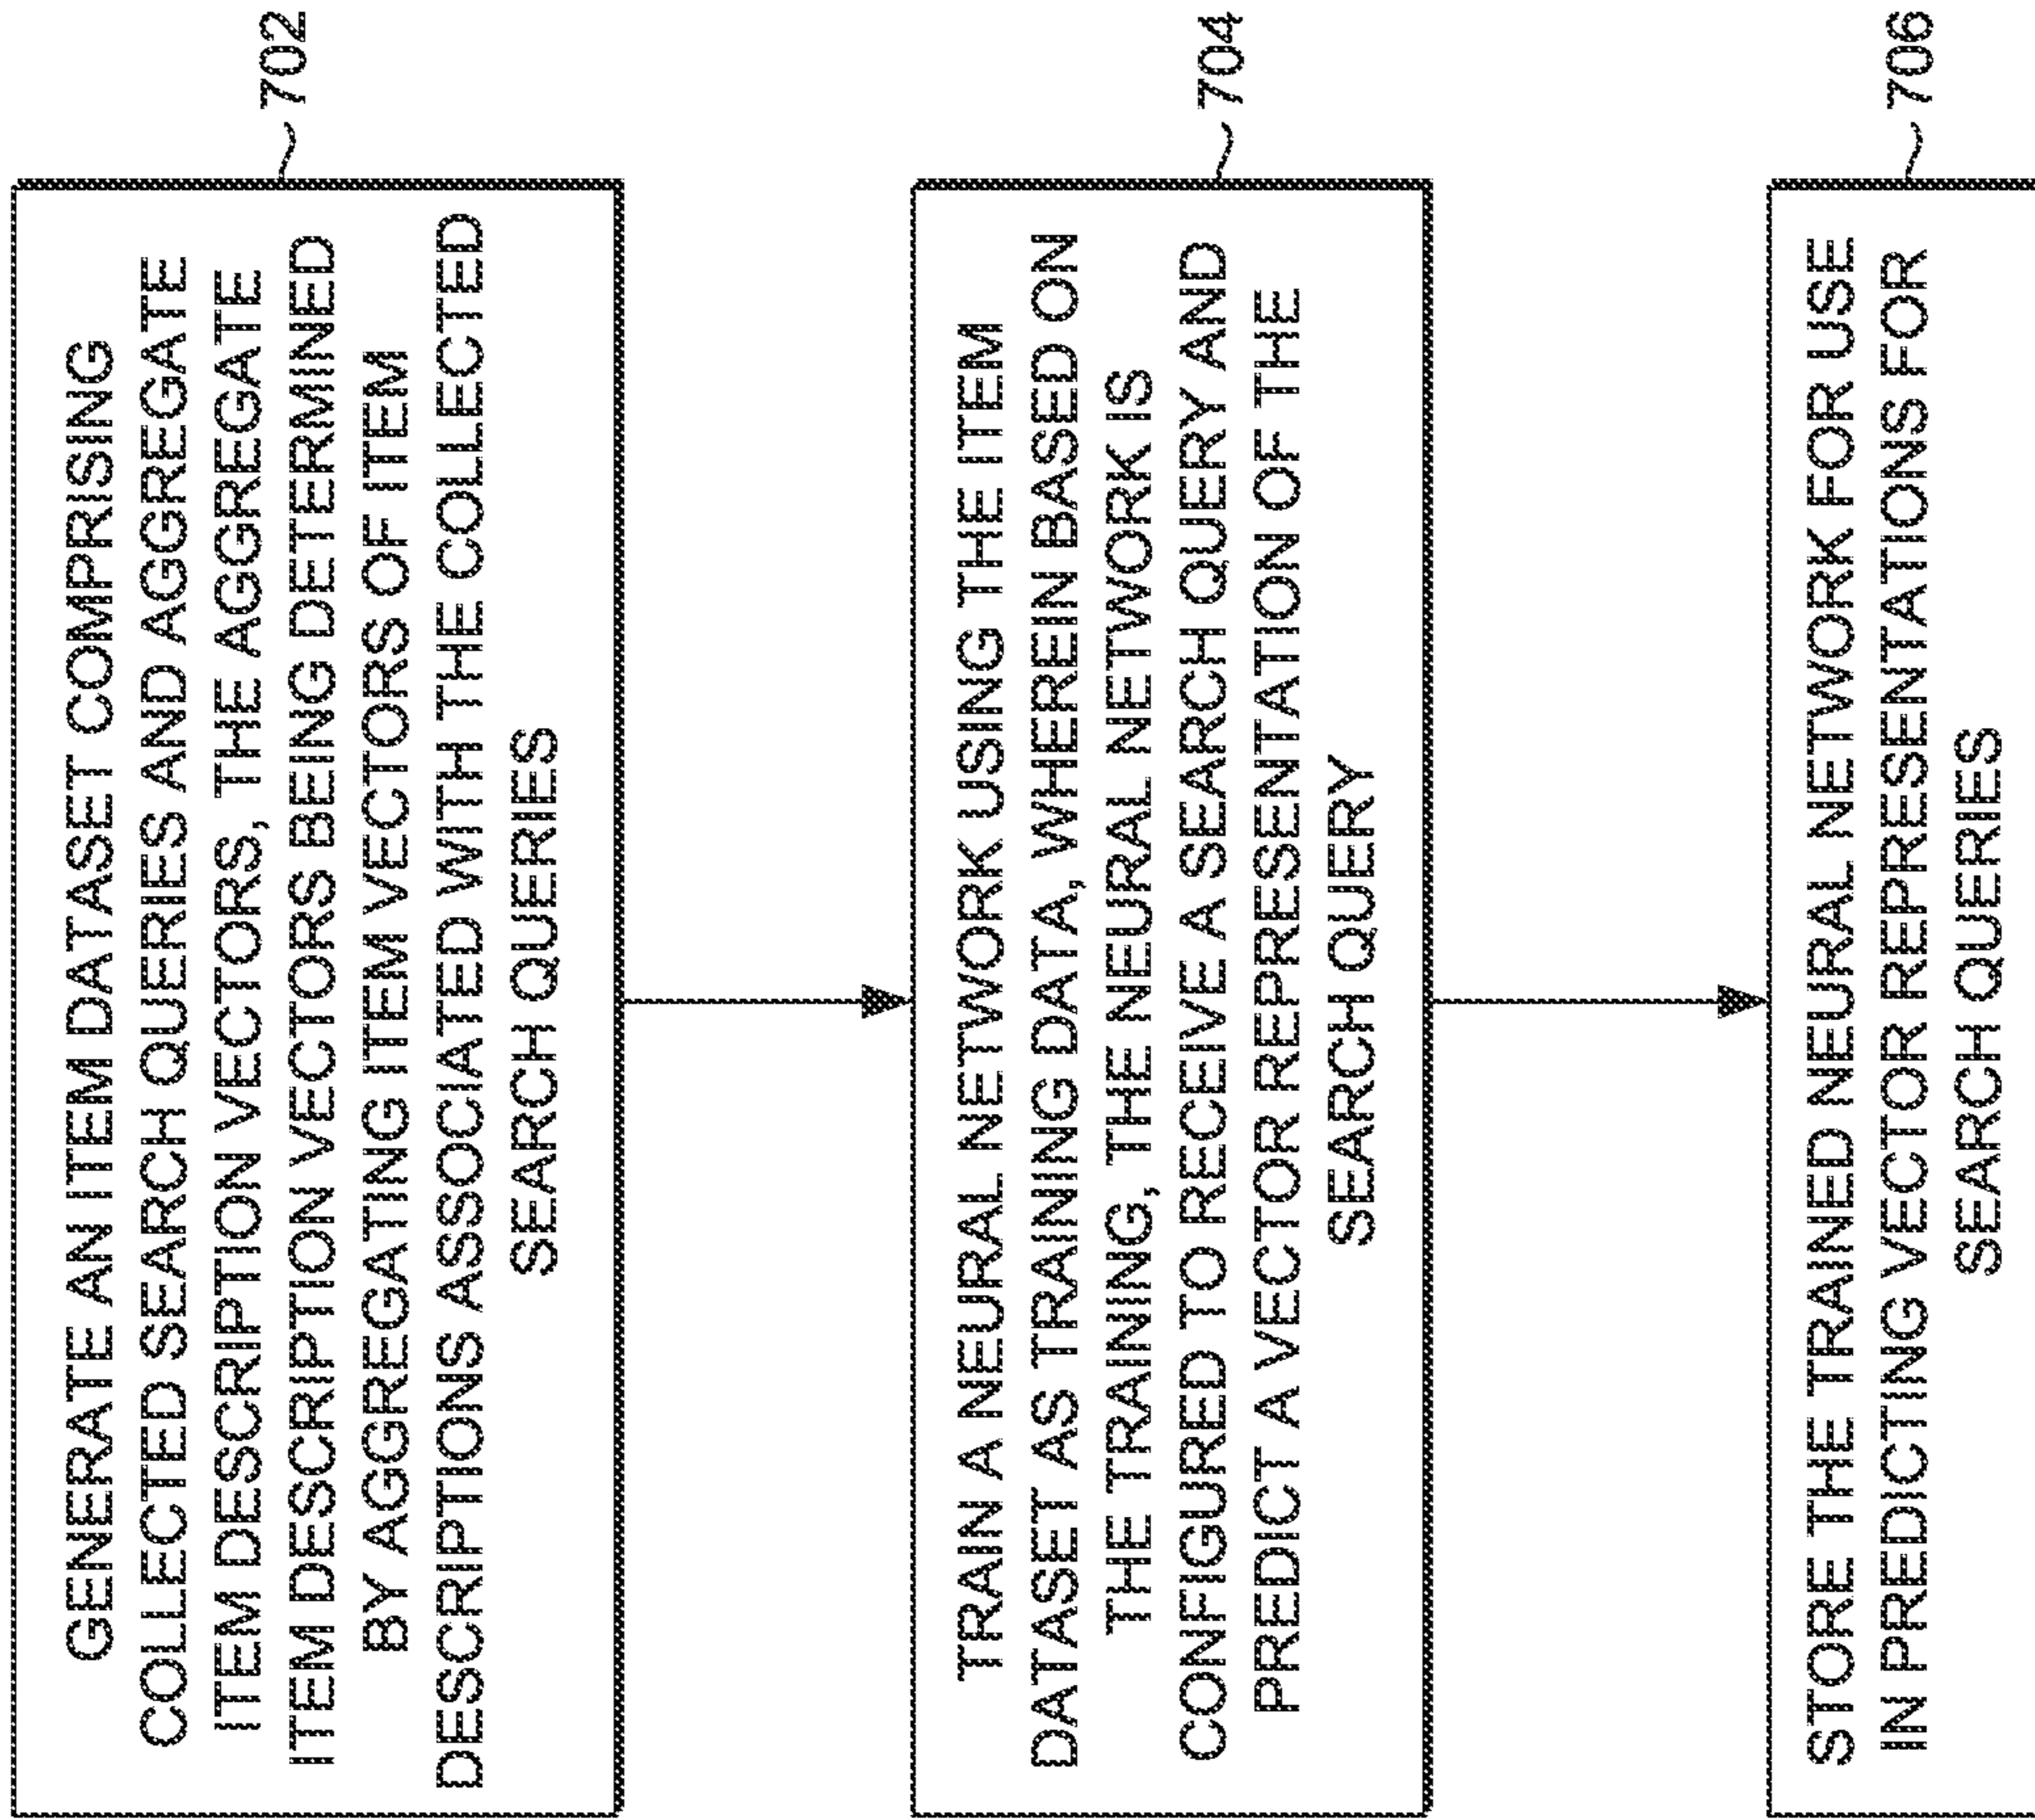 GENERATE AN ITEM DATASET COMPRISING
COLLECTED SEARCH QUERIES AND AGGREGATE
ITEM DESCRIPTION VECTORS, THE AGGREGATE
ITEM DESCRIPTION VECTORS BEING DETERMINED
BY AGGREGATING ITEM VECTORS OF ITEM
DESCRIPTIONS ASSOCIATED WITH THE COLLECTED
SEARCH QUERIES
702
TRAIN A NEURAL NETWORK USING THE ITEM
DATASET AS TRAINING DATA, WHEREIN BASED ON
THE TRAINING, THE NEURAL NETWORK IS
CONFIGURED TO RECEIVE A SEARCH QUERY AND
PREDICT A VECTOR REPRESENTATION OF THE
SEARCH QUERY
704
STORE THE TRAINED NEURAL NETWORK FOR USE
IN PREDICTING VECTOR REPRESENTATIONS FOR
SEARCH QUERIES
706